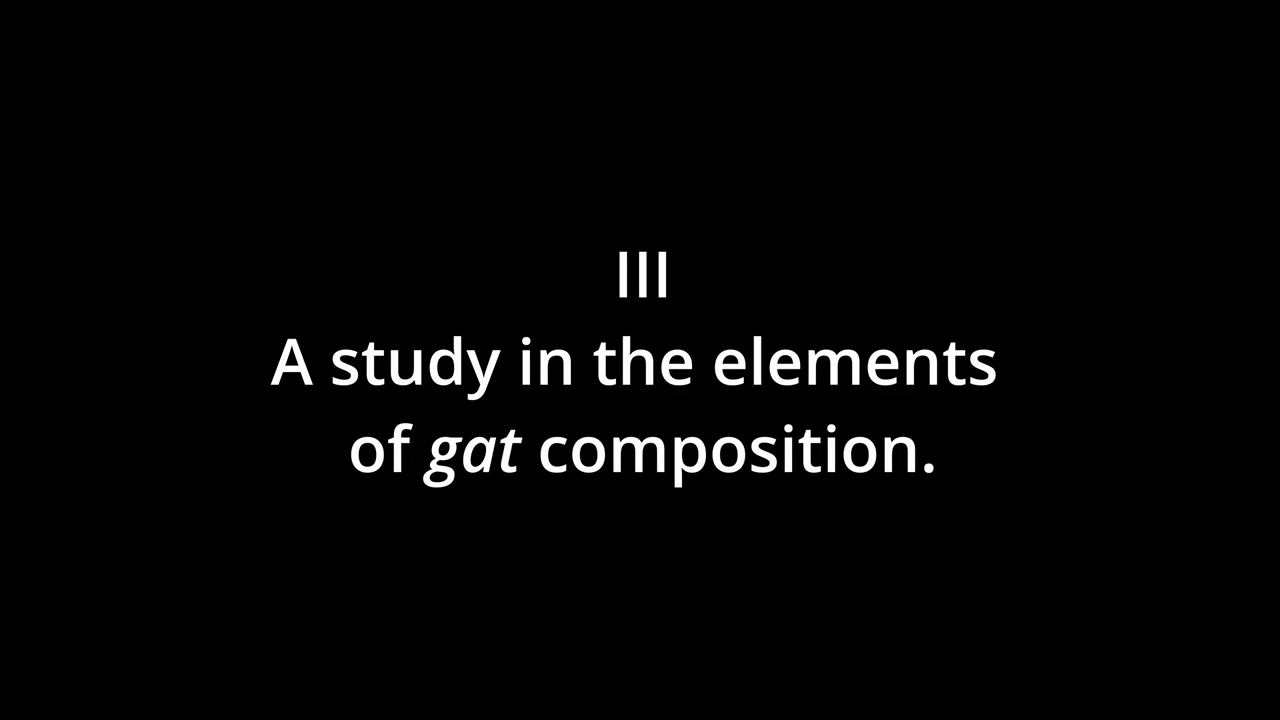 III
A study in the elements
of gat composition.